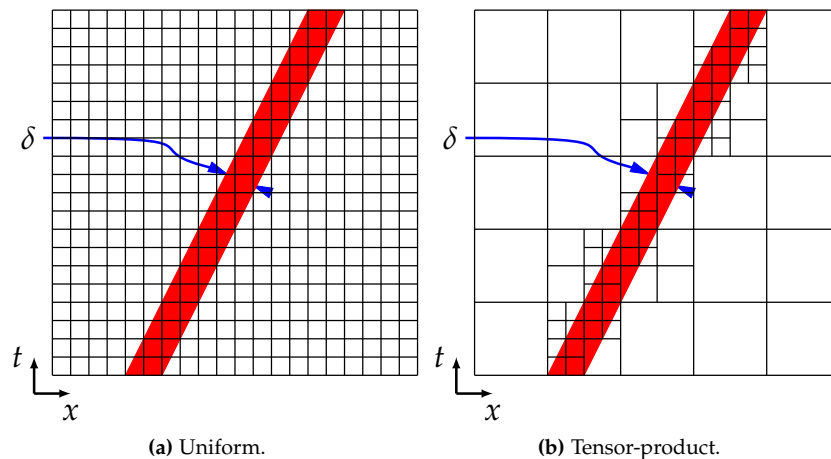 δ
δ
t
x
t
x
(a) Uniform.
(b) Tensor-product.